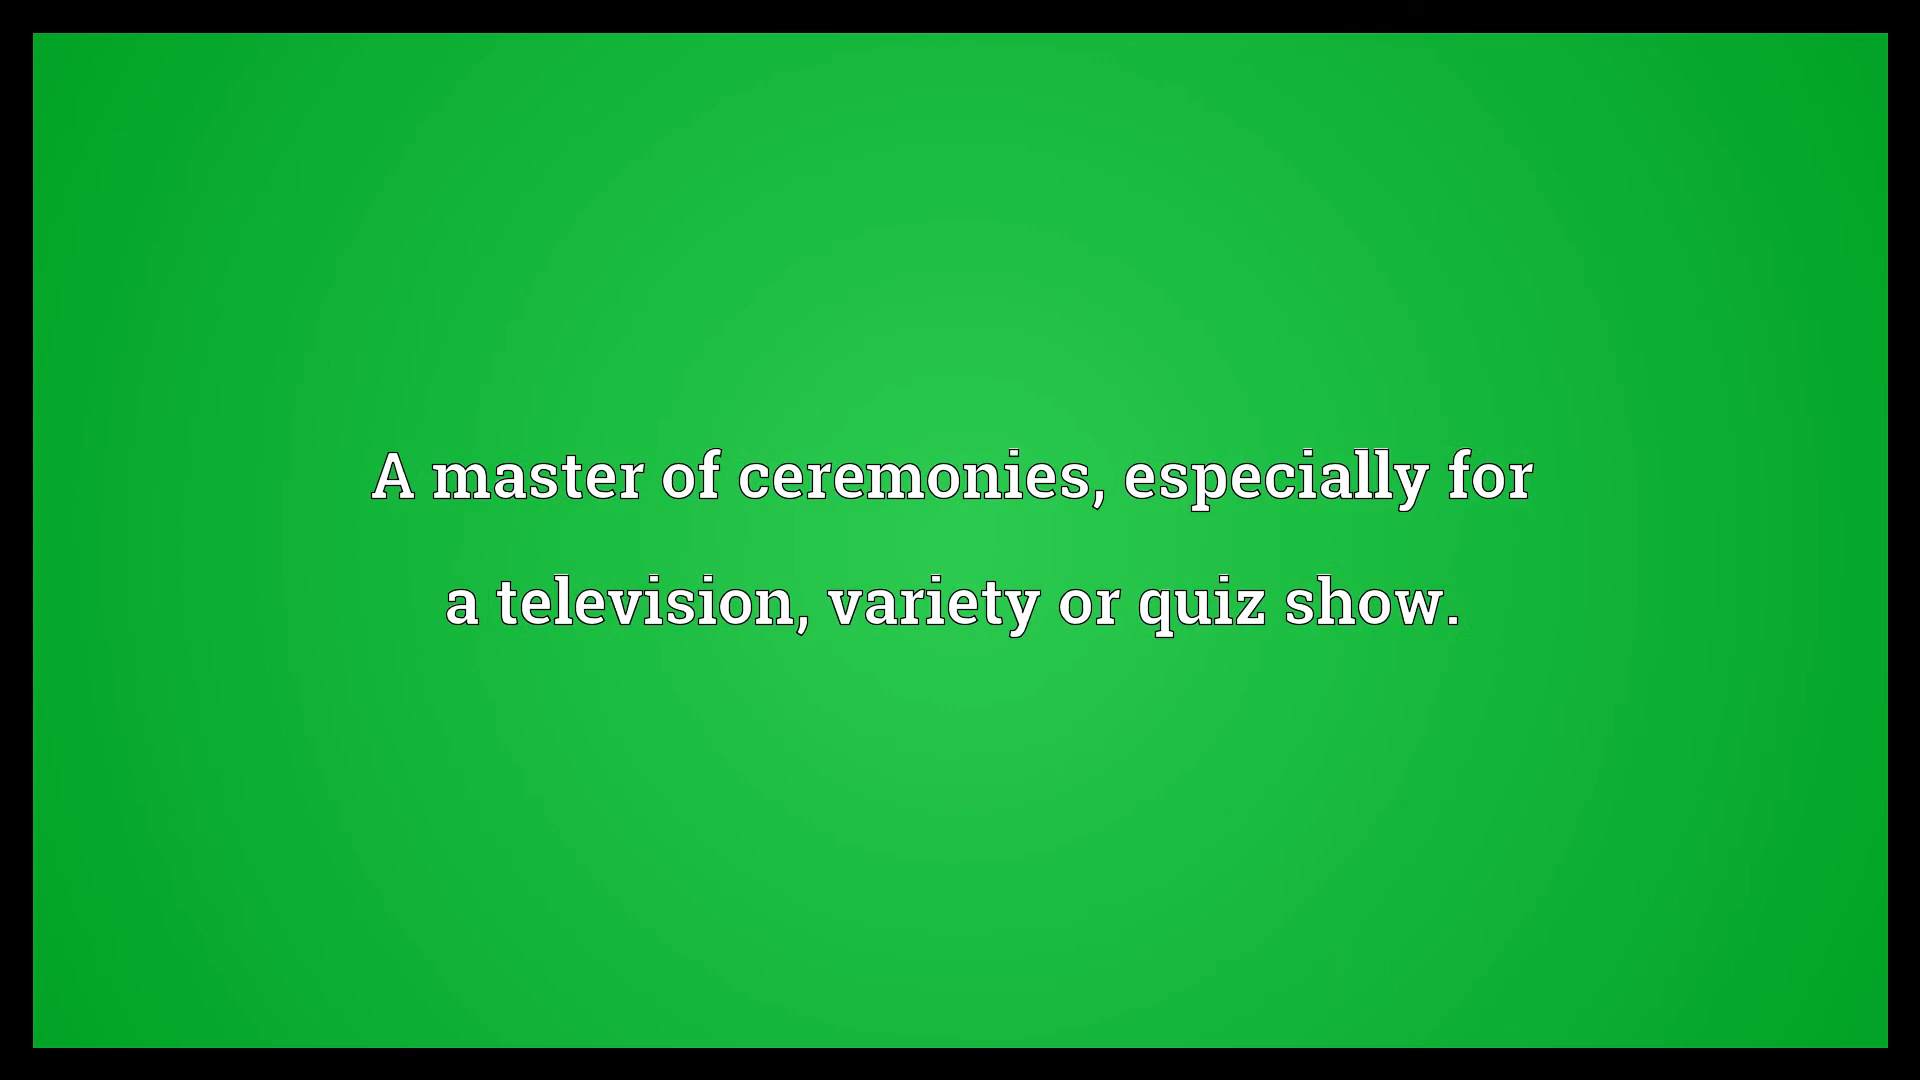 A master of ceremonies, especially for
a television, variety or quiz show.